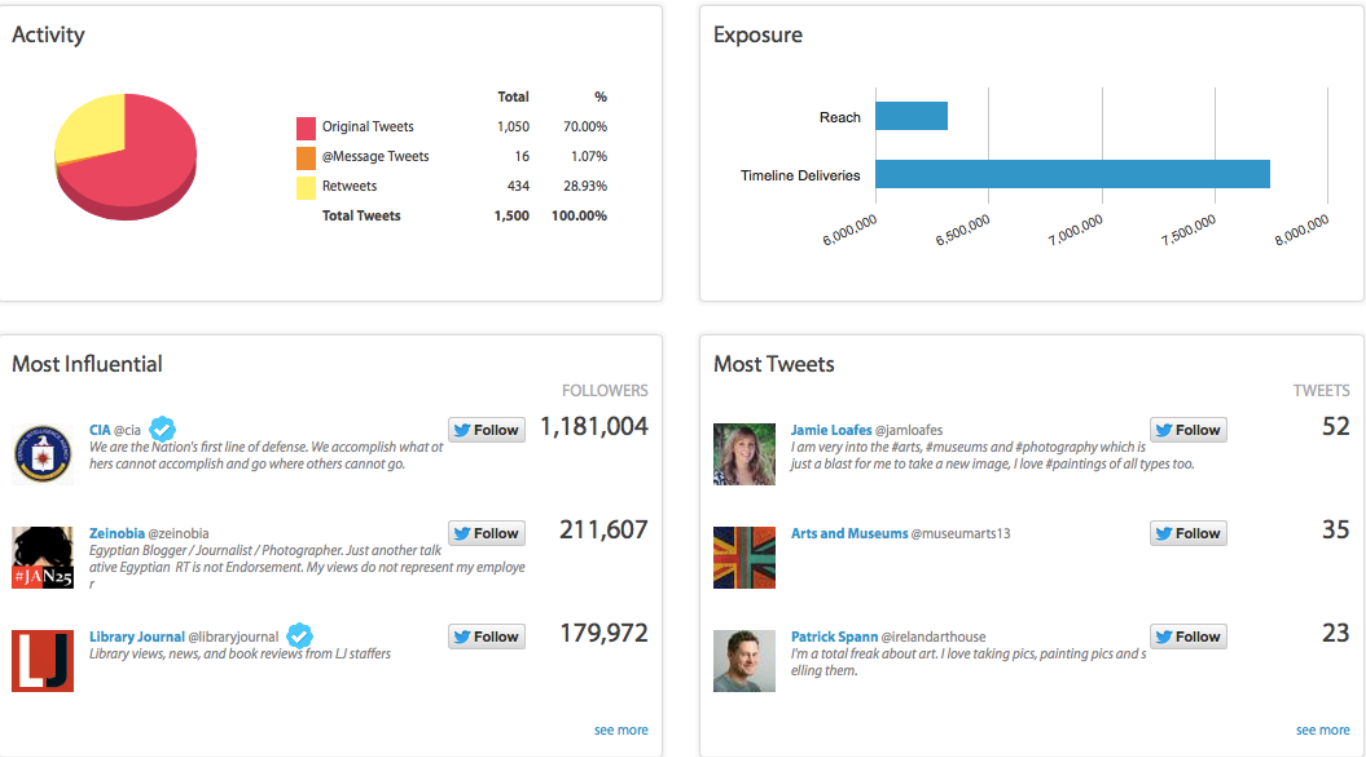 Activity
Total %
Original Tweets 1,050 70.00%
@Message Tweets 16 1.07%
Retweets 434 28.93%
Total Tweets 1,500 100.00%
Exposure
Reach
Timeline Deliveries
6,000,000 6,500,000 7,000,000 7,500,000 8,000,000
Most Influential
FOLLOWERS
CIA @cia Follow 1,181,004
We are the Nation's first line of defense. We accomplish what ot
hers cannot accomplish and go where others cannot go.
Zeinobia @zeinobia Follow 211,607
Egyptian Blogger / Journalist / Photographer. Just another talk
ative Egyptian RT is not Endorsement. My views do not represent my employe
r
#JAN25
Library Journal @libraryjournal Follow 179,972
Library views, news, and book reviews from LJ staffers
LJ
see more
Most Tweets
TWEETS
Jamie Loafes @jamloafes Follow 52
I am very into the #arts, #museums and #photography which is
just a blast for me to take a new image, I love #paintings of all types too.
Arts and Museums @museumarts13 Follow 35
Patrick Spann @irelandarthouse Follow 23
I'm a total freak about art. I love taking pics, painting pics and s
elling them.
see more